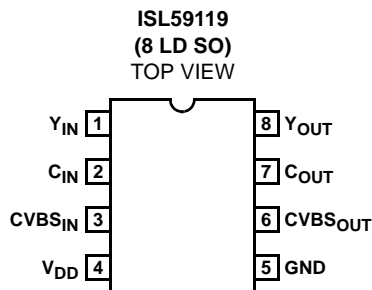 ISL59119
(8 LD SO)
TOP VIEW
YIN 1 8 YOUT
CIN 2 7 COUT
CVBSIN 3 6 CVBSOUT
VDD 4 5 GND